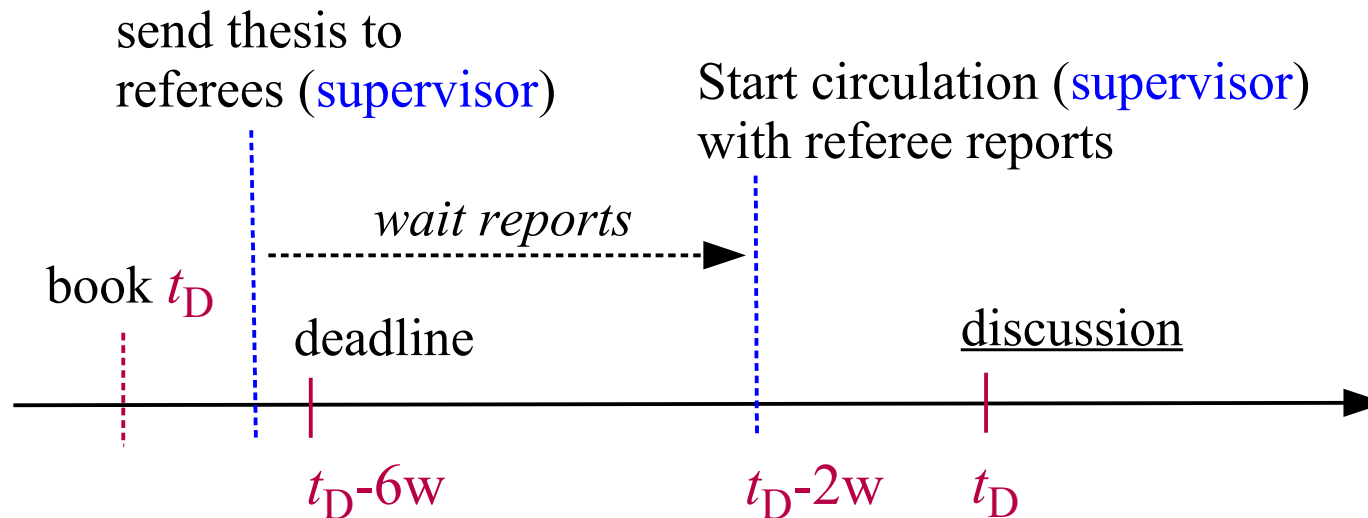 send thesis to
referees (supervisor)
Start circulation (supervisor)
with referee reports
wait reports
book tD
deadline
discussion
tD-6w
tD-2w
tD